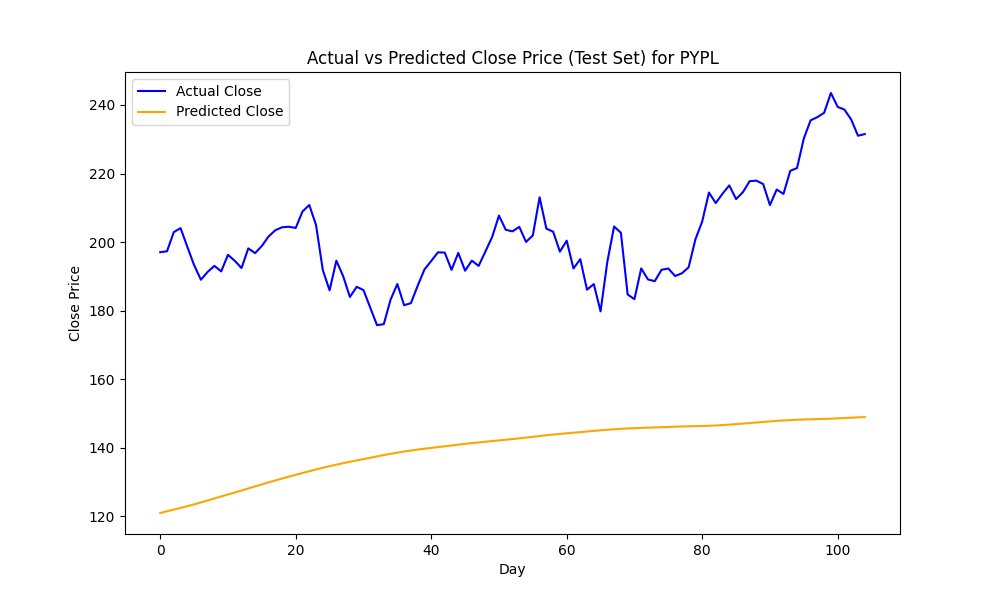 Actual vs Predicted Close Price (Test Set) for PYPL
Actual Close
Predicted Close
240
220
200
180
160
140
120
Close Price
0 20 40 60 80 100
Day